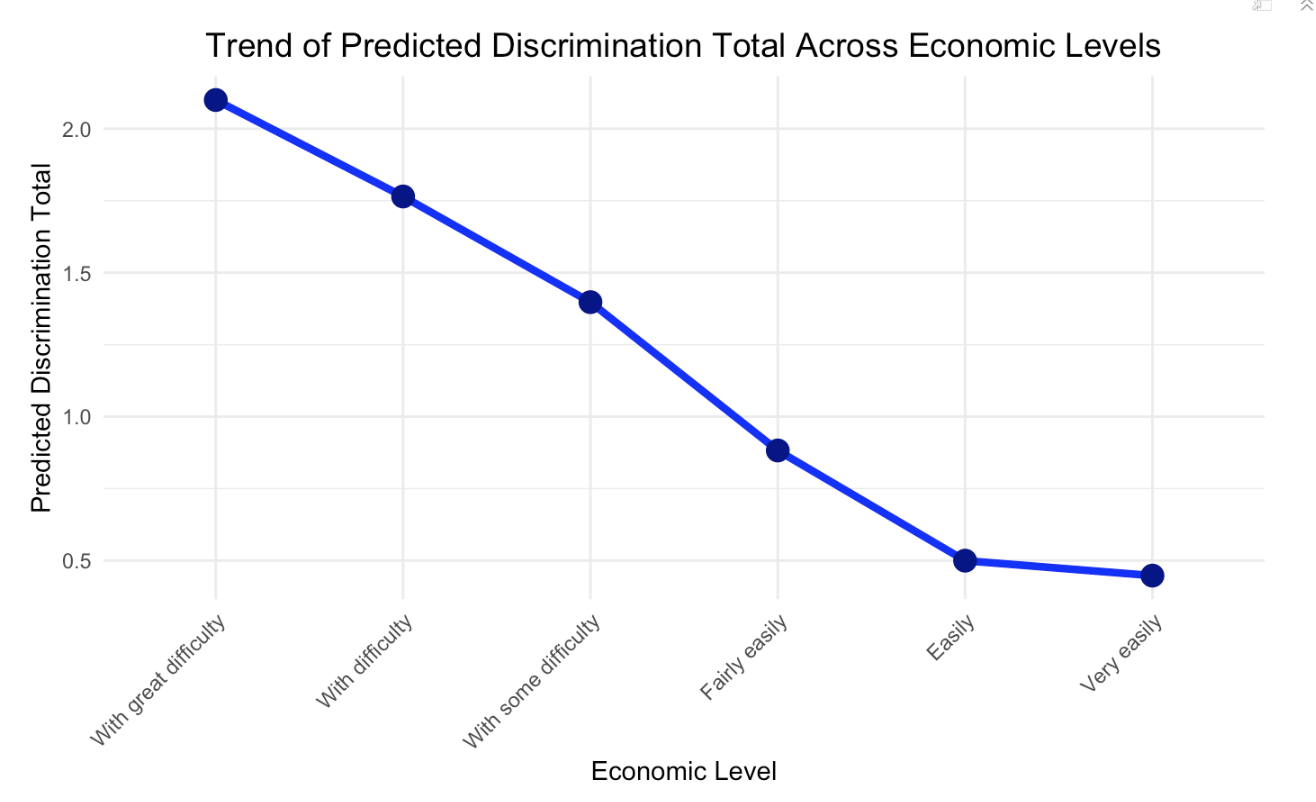 Trend of Predicted Discrimination Total Across Economic Levels
Predicted Discrimination Total
2.0
1.5
1.0
0.5
With great difficulty
With difficulty
With some difficulty
Fairly easily
Easily
Very easily
Economic Level